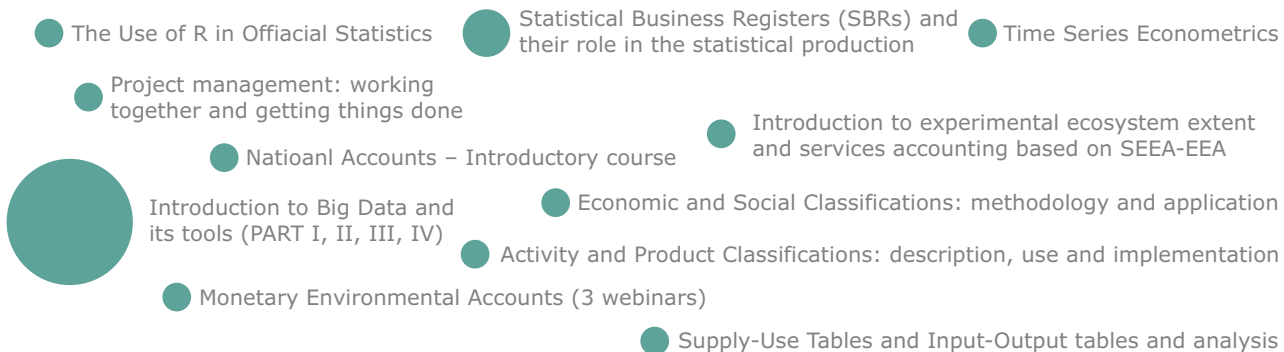 The Use of R in Offiacial Statistics
Statistical Business Registers (SBRs) and
their role in the statistical production
Time Series Econometrics
Project management: working
together and getting things done
Introduction to experimental ecosystem extent
and services accounting based on SEEA-EEA
Natioanl Accounts – Introductory course
Introduction to Big Data and
its tools (PART I, II, III, IV)
Economic and Social Classifications: methodology and application
Activity and Product Classifications: description, use and implementation
Monetary Environmental Accounts (3 webinars)
Supply-Use Tables and Input-Output tables and analysis